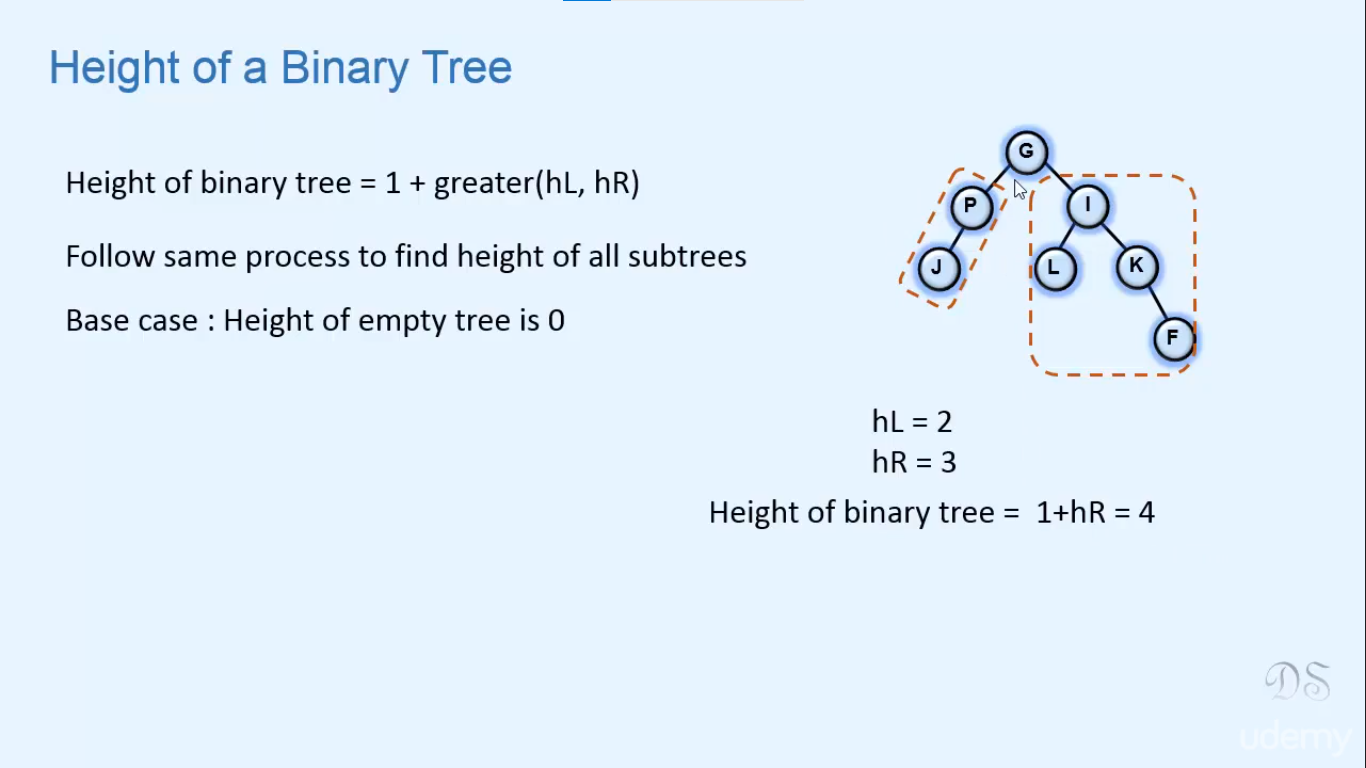 Height of a Binary Tree
Height of binary tree = 1 + greater(hL, hR)
Follow same process to find height of all subtrees
Base case : Height of empty tree is 0
G
P
I
J
L
K
F
hL = 2
hR = 3
Height of binary tree = 1+hR = 4
DS
udemy